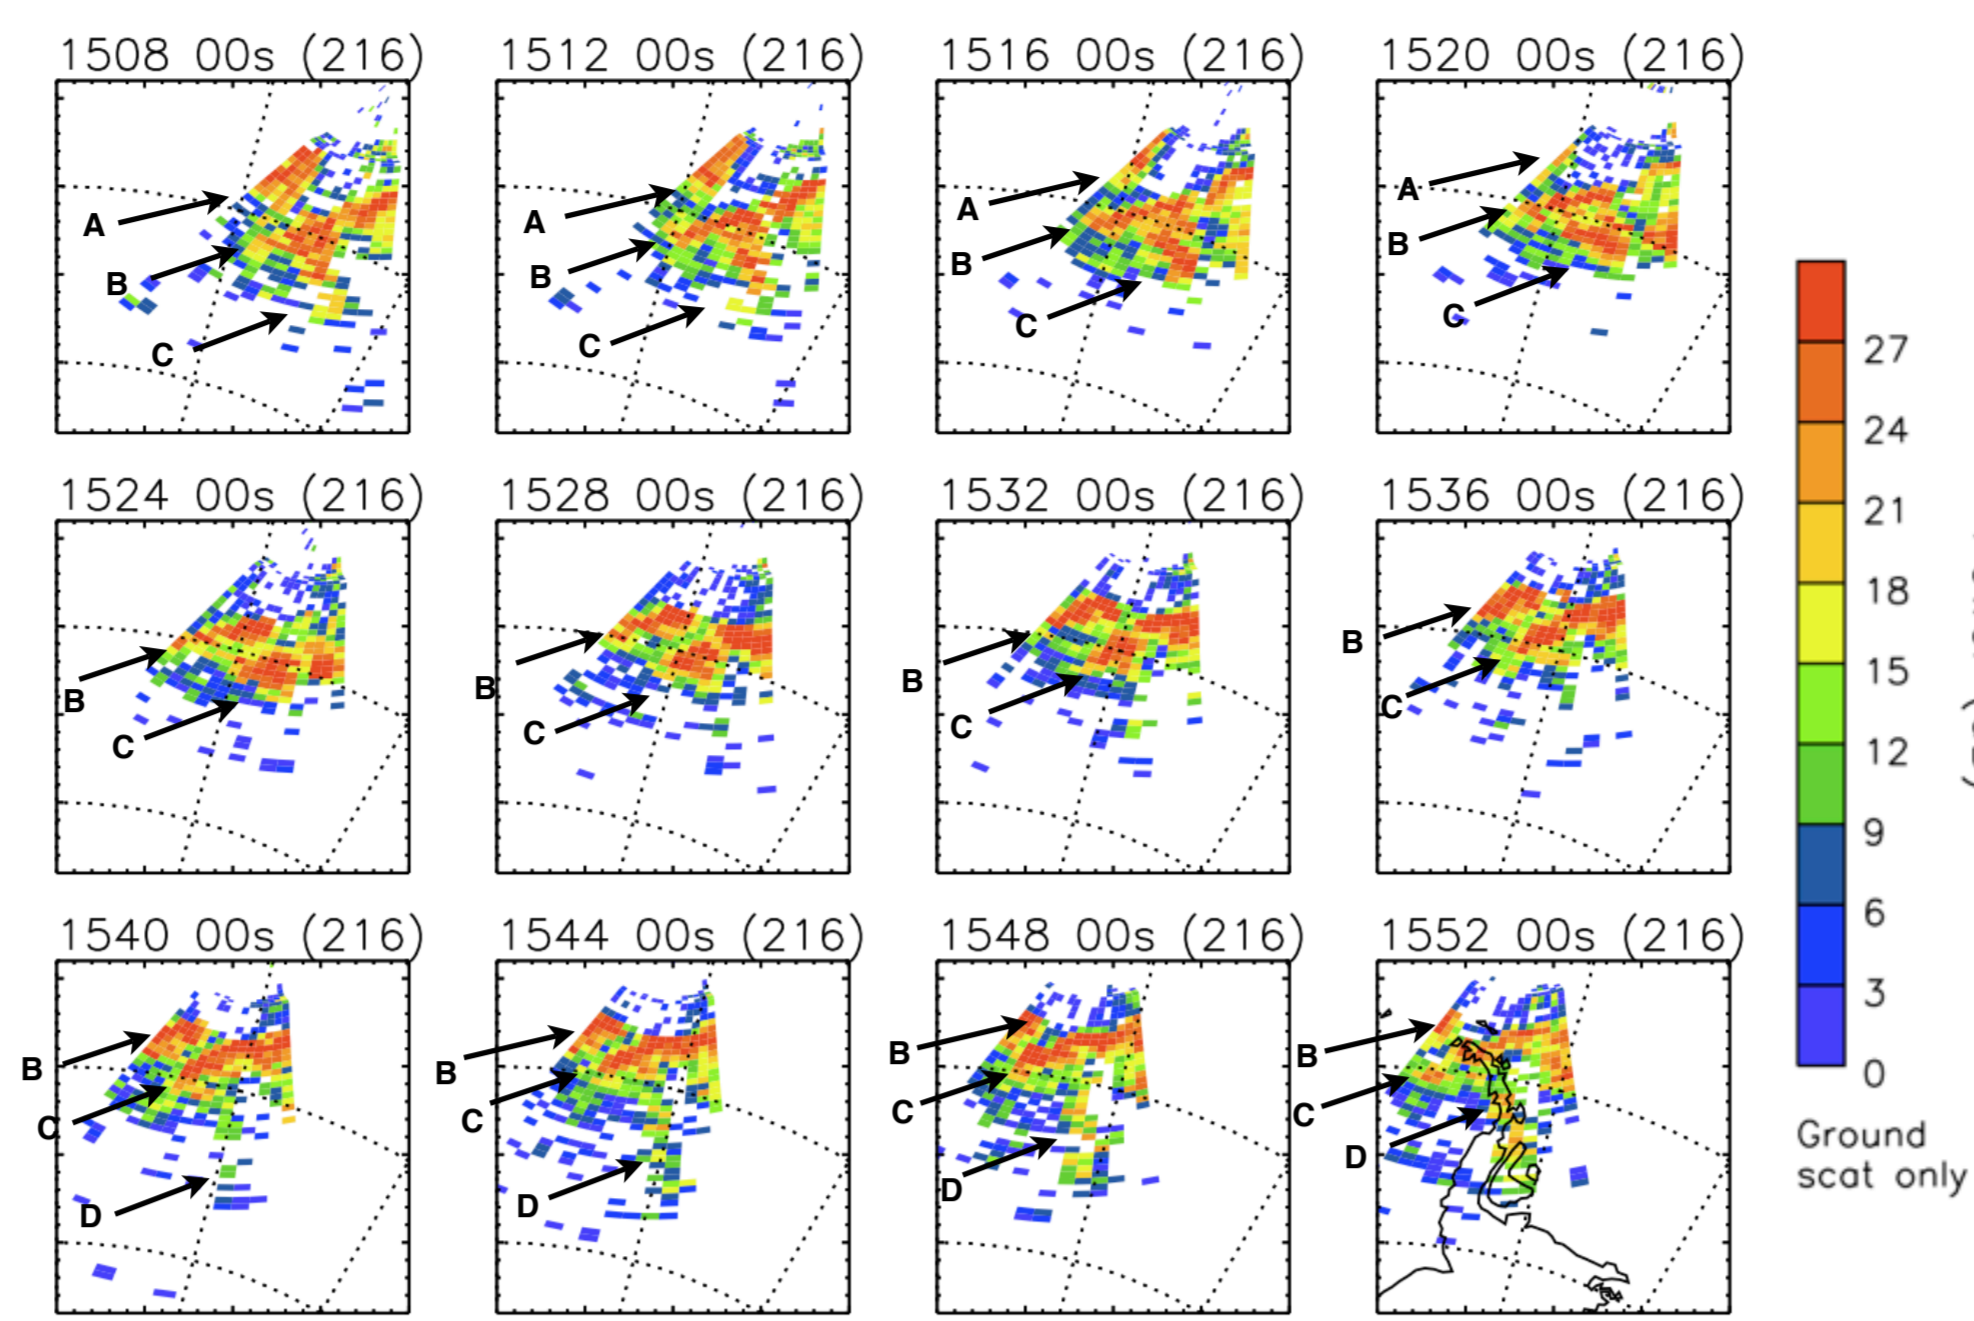 1508 00s (216)
1512 00s (216)
1516 00s (216)
1520 00s (216)
A
B
C
A
B
C
A
B
C
A
B
C
1524 00s (216)
1528 00s (216)
1532 00s (216)
1536 00s (216)
B
C
B
C
B
C
B
C
1540 00s (216)
1544 00s (216)
1548 00s (216)
1552 00s (216)
B
C
D
B
C
D
B
C
D
B
C
D
27
24
21
18
15
12
9
6
3
0
Ground
scat only